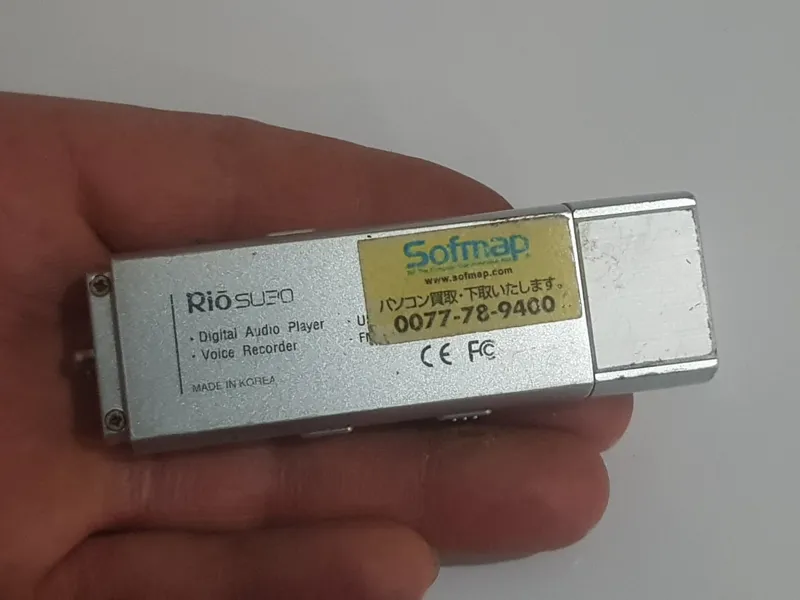 Riō SU30
· Digital Audio Player
· Voice Recorder
MADE IN KOREA
· U
· F
CE FC
Sofmap
www.sofmap.com
パソコン買取・下取いたします。
0077-78-9400